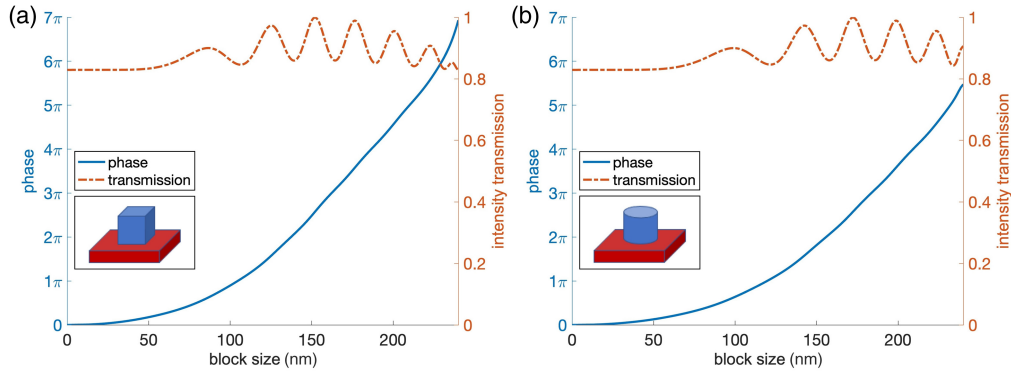 (a)
7π
6π
5π
4π
3π
2π
1π
0
phase
1
0.8
0.6
0.4
0.2
0
intensity transmission
phase
transmission
0
50
100
150
200
block size (nm)
(b)
7π
6π
5π
4π
3π
2π
1π
0
phase
1
0.8
0.6
0.4
0.2
0
intensity transmission
phase
transmission
0
50
100
150
200
block size (nm)